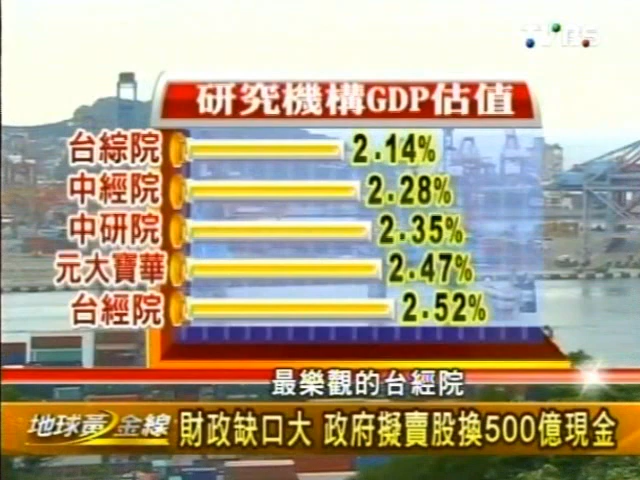 TVBS
研究機構GDP估值
台綜院 2.14%
中經院 2.28%
中研院 2.35%
元大寶華 2.47%
台經院 2.52%
最樂觀的台經院
地球黃金線 財政缺口大 政府擬賣股換500億現金